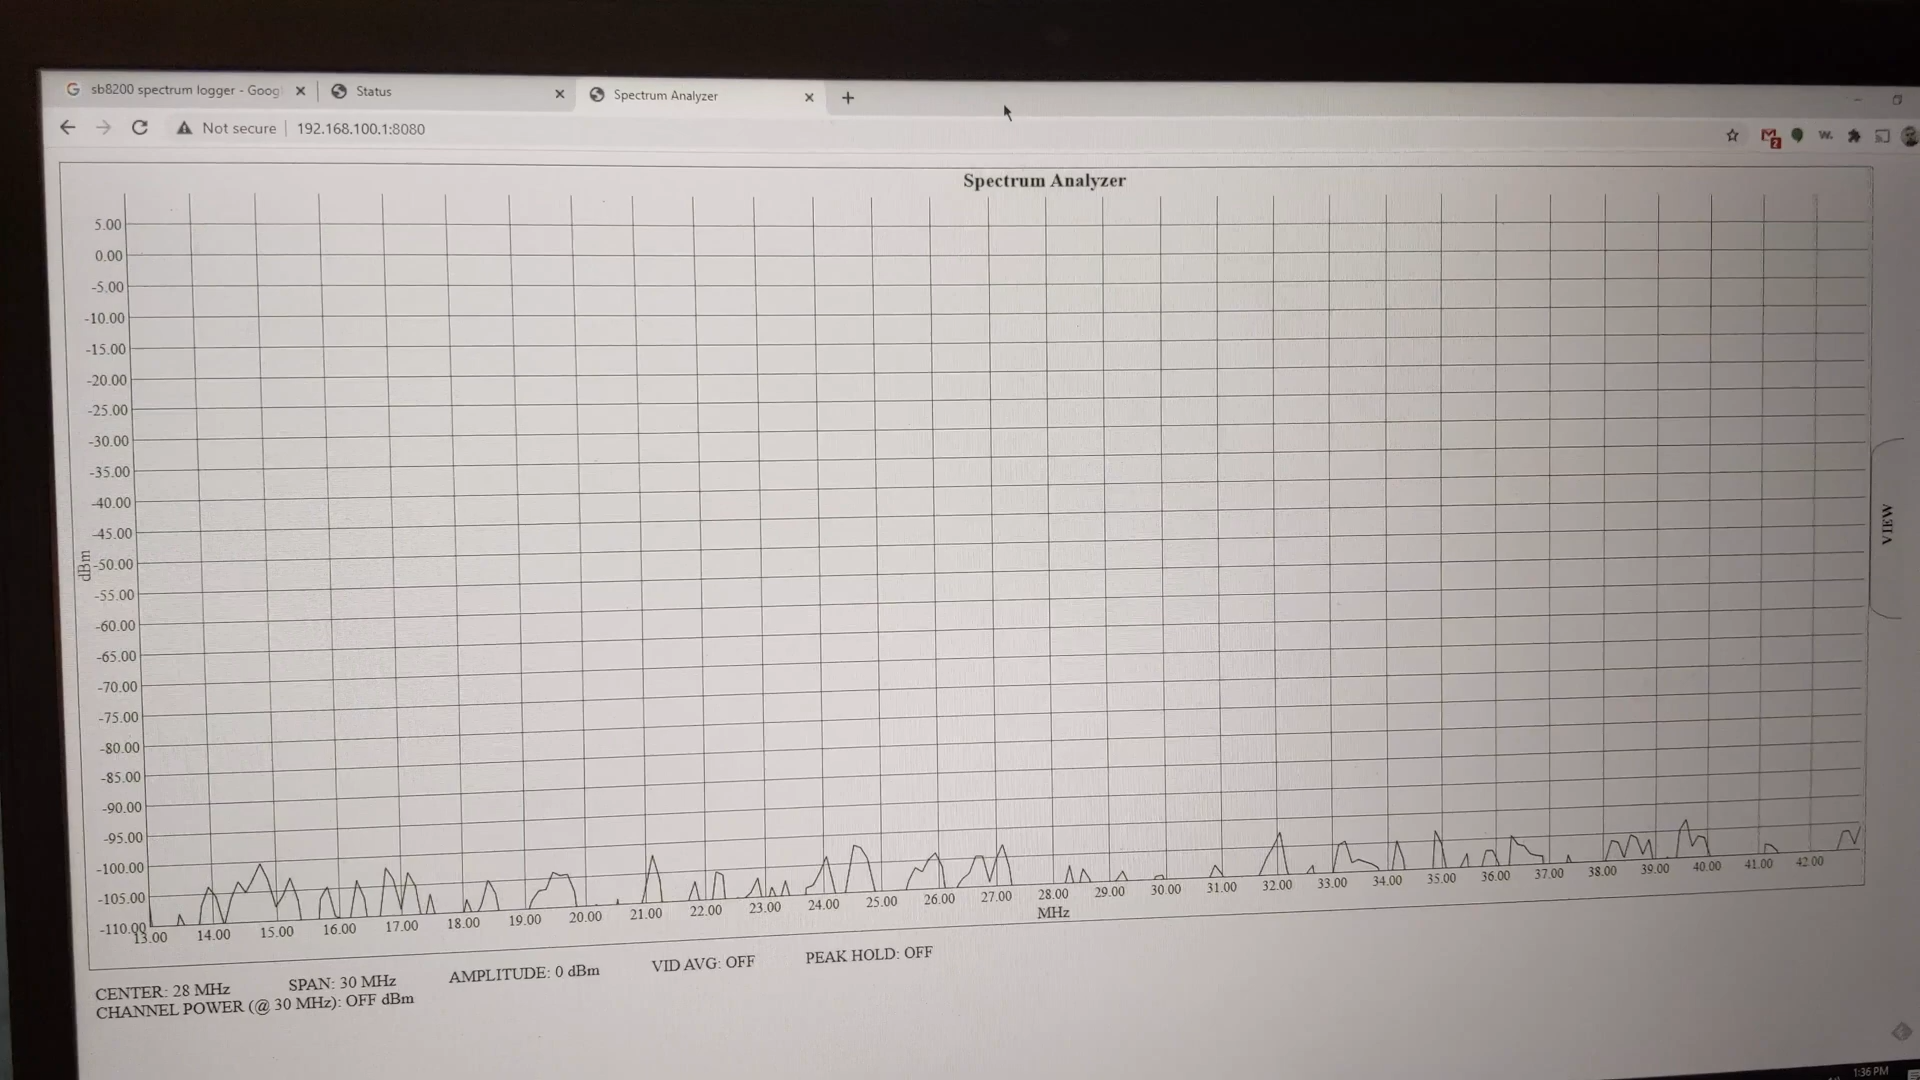 sb8200 spectrum logger - Goog
Status
Spectrum Analyzer
Not secure
192.168.100.1:8080
2
W.
Spectrum Analyzer
5.00
0.00
-5.00
-10.00
-15.00
-20.00
-25.00
-30.00
-35.00
-40.00
-45.00
-50.00
-55.00
-60.00
-65.00
-70.00
-75.00
-80.00
-85.00
-90.00
-95.00
-100.00
-105.00
-110.00
dBm
VIEW
13.00 14.00 15.00 16.00 17.00 18.00 19.00 20.00 21.00 22.00 23.00 24.00 25.00 26.00 27.00 28.00 29.00 30.00 31.00 32.00 33.00 34.00 35.00 36.00 37.00 38.00 39.00 40.00 41.00 42.00
MHz
CENTER: 28 MHz SPAN: 30 MHz AMPLITUDE: 0 dBm VID AVG: OFF PEAK HOLD: OFF
CHANNEL POWER (@ 30 MHz): OFF dBm
1:36 PM